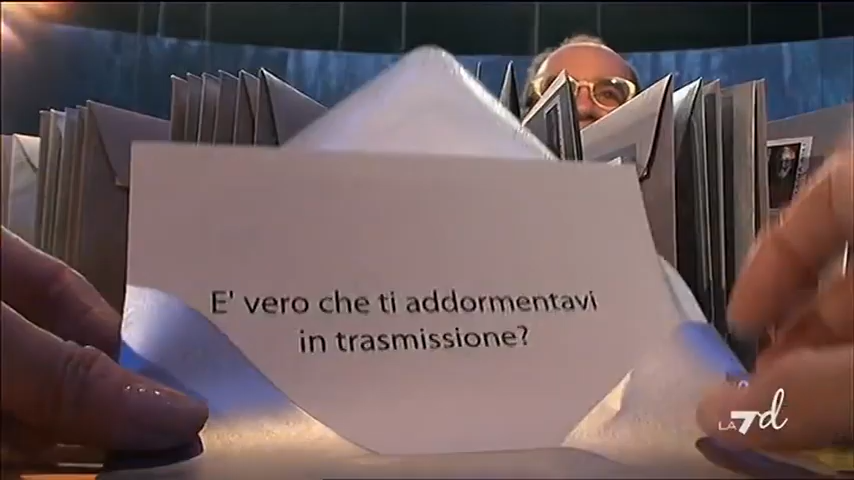 E' vero che ti addormentavi
in trasmissione?
LA7d